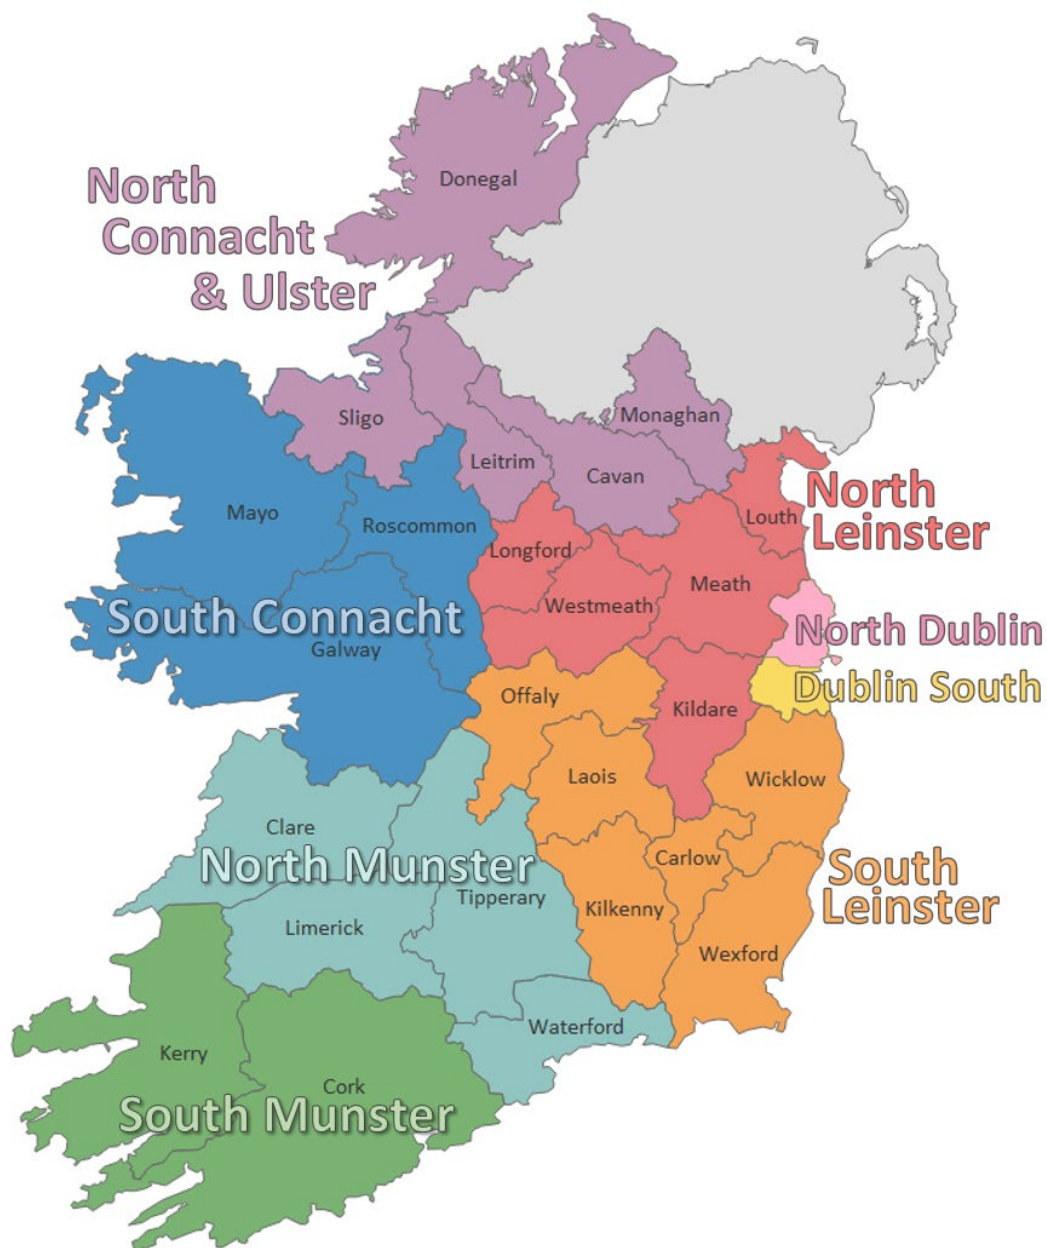 Donegal
North
Connacht
& Ulster
Sligo
Monaghan
Leitrim
Cavan
North
Leinster
Mayo
Roscommon
Louth
Longford
Meath
Westmeath
South Connacht
North Dublin
Galway
Dublin South
Offaly
Kildare
Laois
Wicklow
Clare
North Munster
Carlow
South
Leinster
Tipperary
Kilkenny
Limerick
Wexford
Waterford
Kerry
Cork
South Munster